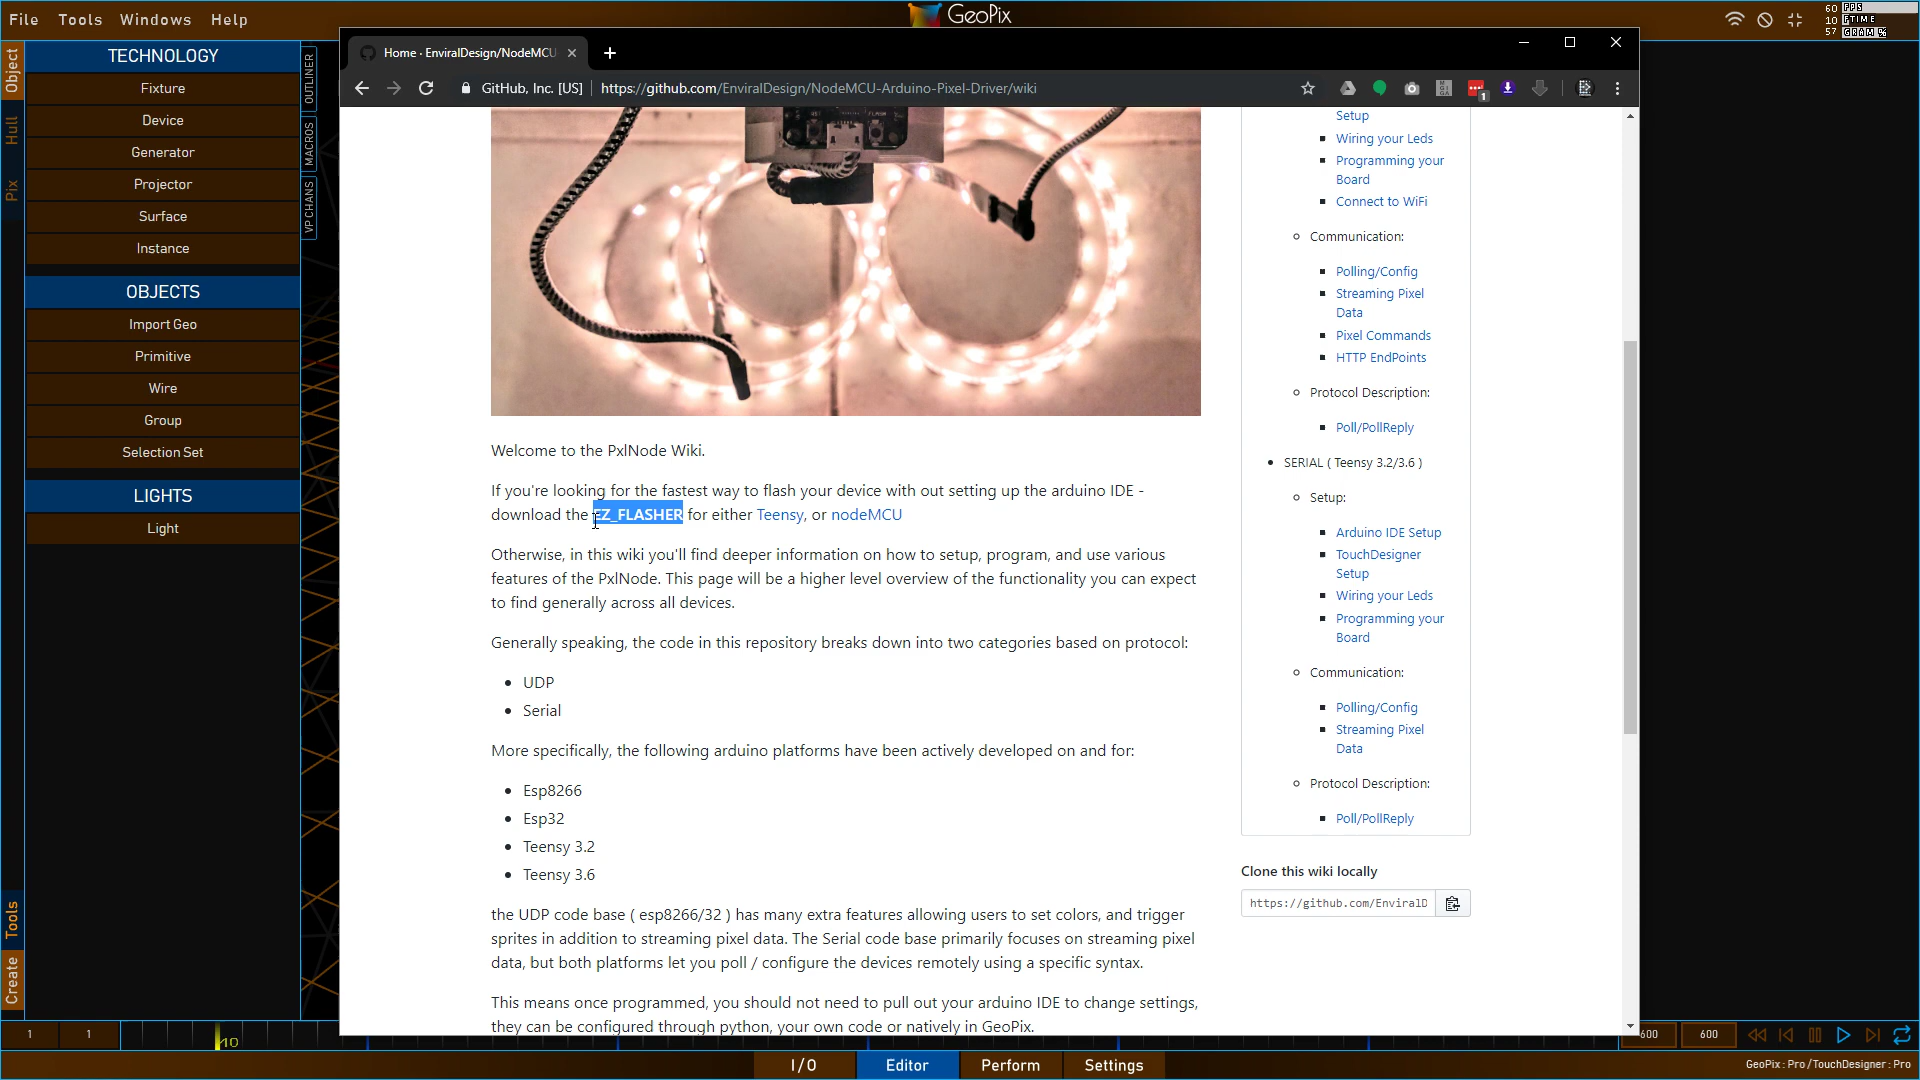 File Tools Windows Help
GeoPix
60 FPS
10 FTIME
57 GRAM %
Object
Hull
Pix
Tools
Create
TECHNOLOGY
Fixture
Device
Generator
Projector
Surface
Instance
OBJECTS
Import Geo
Primitive
Wire
Group
Selection Set
LIGHTS
Light
OUTLINER
MACROS
VP CHANS
Home · EnviralDesign/NodeMCU
GitHub, Inc. [US] https://github.com/EnviralDesign/NodeMCU-Arduino-Pixel-Driver/wiki
1
Welcome to the PxlNode Wiki.
If you're looking for the fastest way to flash your device with out setting up the arduino IDE -
download the EZ_FLASHER for either Teensy, or nodeMCU
Otherwise, in this wiki you'll find deeper information on how to setup, program, and use various
features of the PxlNode. This page will be a higher level overview of the functionality you can expect
to find generally across all devices.
Generally speaking, the code in this repository breaks down into two categories based on protocol:
UDP
Serial
More specifically, the following arduino platforms have been actively developed on and for:
Esp8266
Esp32
Teensy 3.2
Teensy 3.6
the UDP code base ( esp8266/32 ) has many extra features allowing users to set colors, and trigger
sprites in addition to streaming pixel data. The Serial code base primarily focuses on streaming pixel
data, but both platforms let you poll / configure the devices remotely using a specific syntax.
This means once programmed, you should not need to pull out your arduino IDE to change settings,
they can be configured through python, your own code or natively in GeoPix.
Setup
Wiring your Leds
Programming your
Board
Connect to WiFi
Communication:
Polling/Config
Streaming Pixel
Data
Pixel Commands
HTTP EndPoints
Protocol Description:
Poll/PollReply
SERIAL ( Teensy 3.2/3.6 )
Setup:
Arduino IDE Setup
TouchDesigner
Setup
Wiring your Leds
Programming your
Board
Communication:
Polling/Config
Streaming Pixel
Data
Protocol Description:
Poll/PollReply
Clone this wiki locally
https://github.com/EnviralD
1 1
10
600 600
I/O Editor Perform Settings
GeoPix : Pro / TouchDesigner : Pro